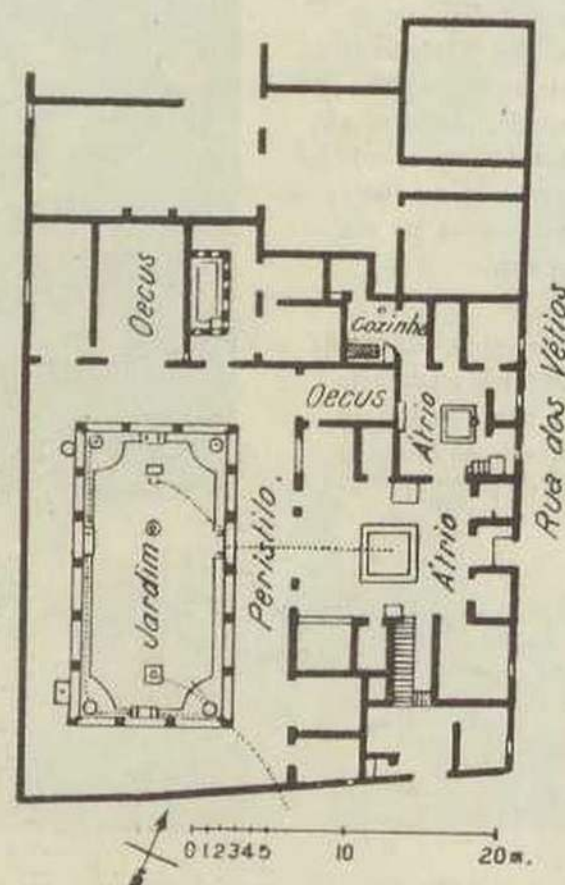 Oecus
Cozinha
Oecus
Átrio
Rua dos Vétios
Jardim
Peristilo.
Átrio
0 1 2 3 4 5 10 20 m.